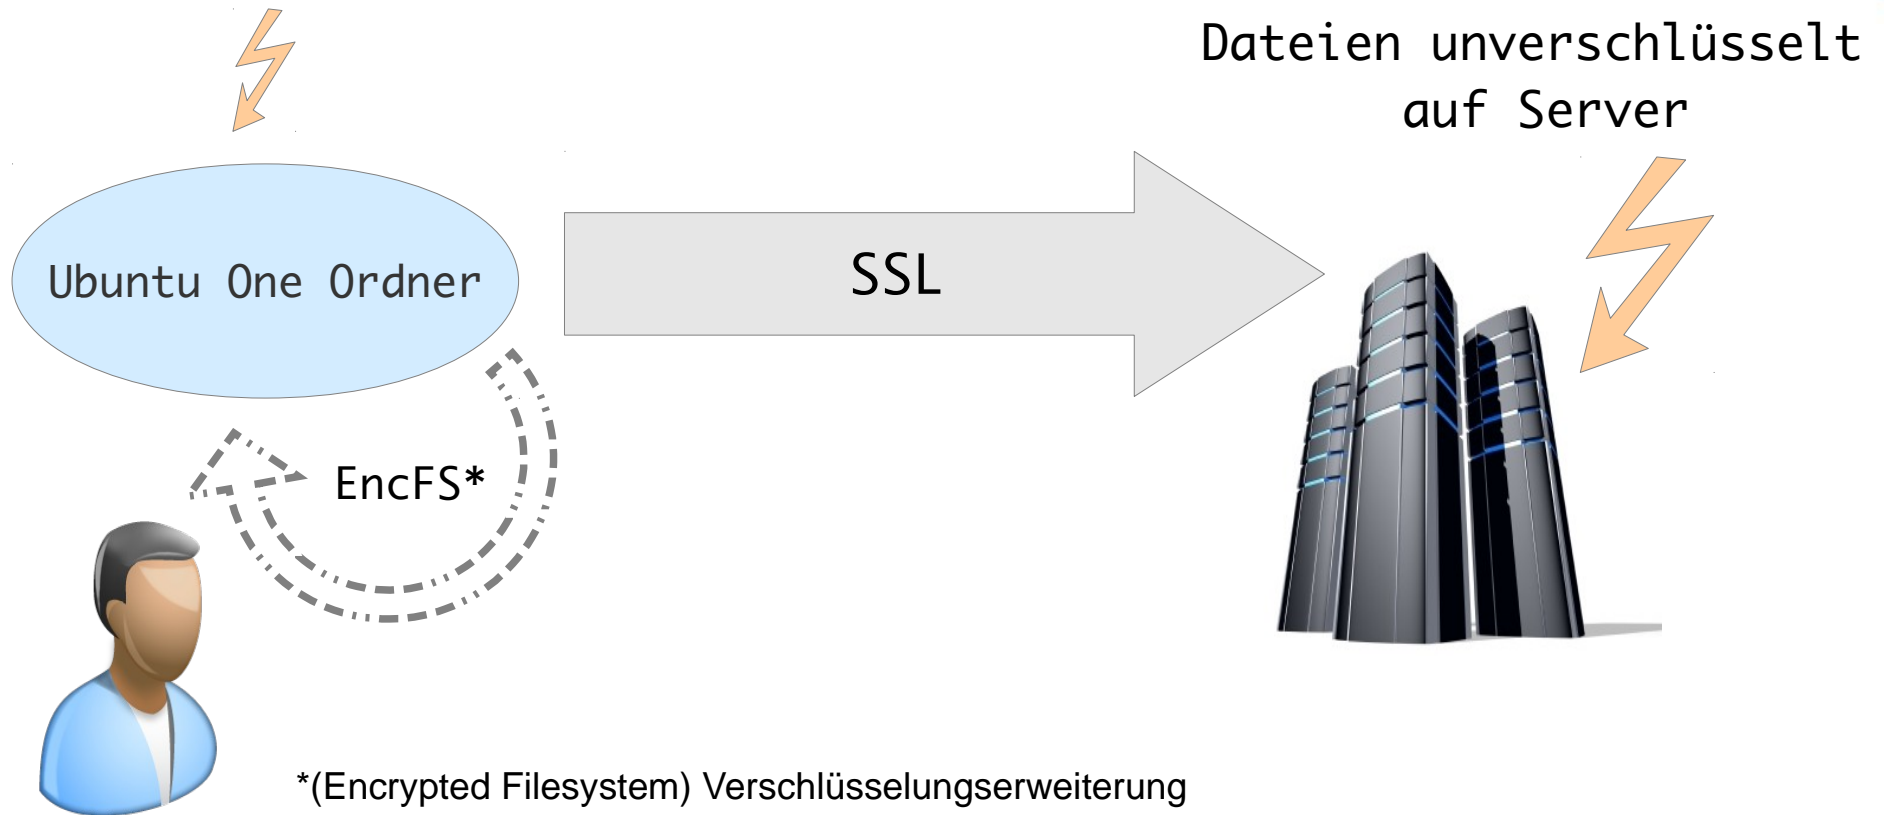 Dateien unverschlüsselt
auf Server
Ubuntu One Ordner
SSL
EncFS*
*(Encrypted Filesystem) Verschlüsselungserweiterung